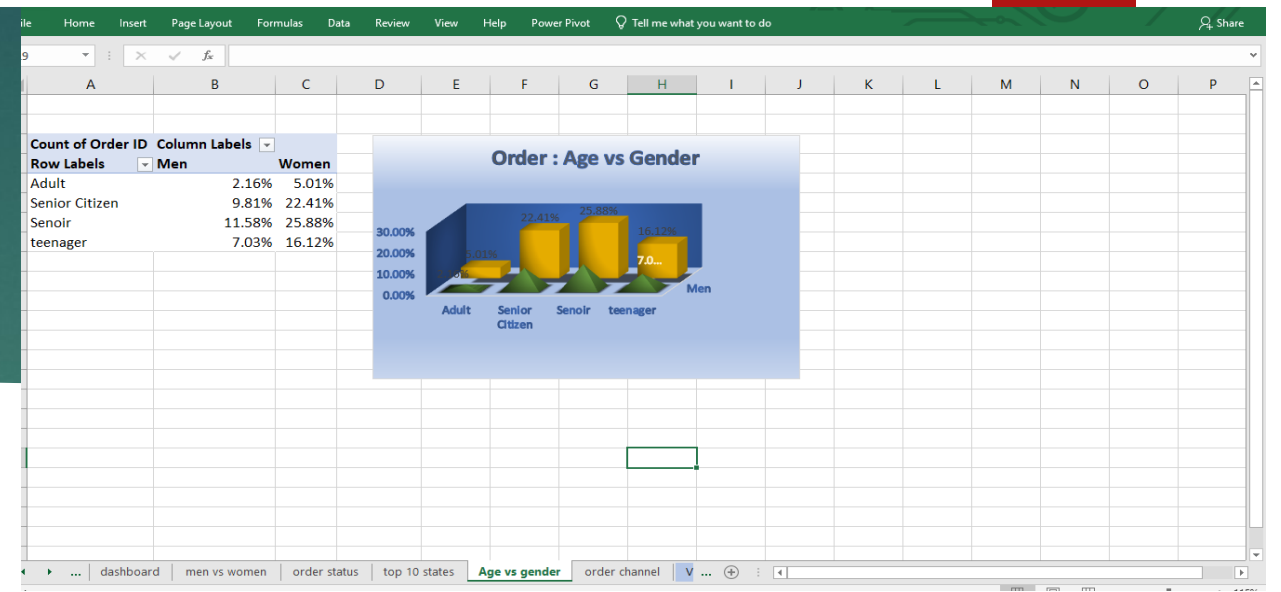 ile Home Insert Page Layout Formulas Data Review View Help Power Pivot Tell me what you want to do Share
9 fx
A B C D E F G H I J K L M N O P
Count of Order ID Column Labels
Row Labels Men Women
Adult 2.16% 5.01%
Senior Citizen 9.81% 22.41%
Senoir 11.58% 25.88%
teenager 7.03% 16.12%
Order : Age vs Gender
22.41% 25.88%
30.00% 16.12%
20.00% 7.0...
10.00%
0.00% Men
Adult Senior Senoir teenager
Citizen
... dashboard men vs women order status top 10 states Age vs gender order channel V ...